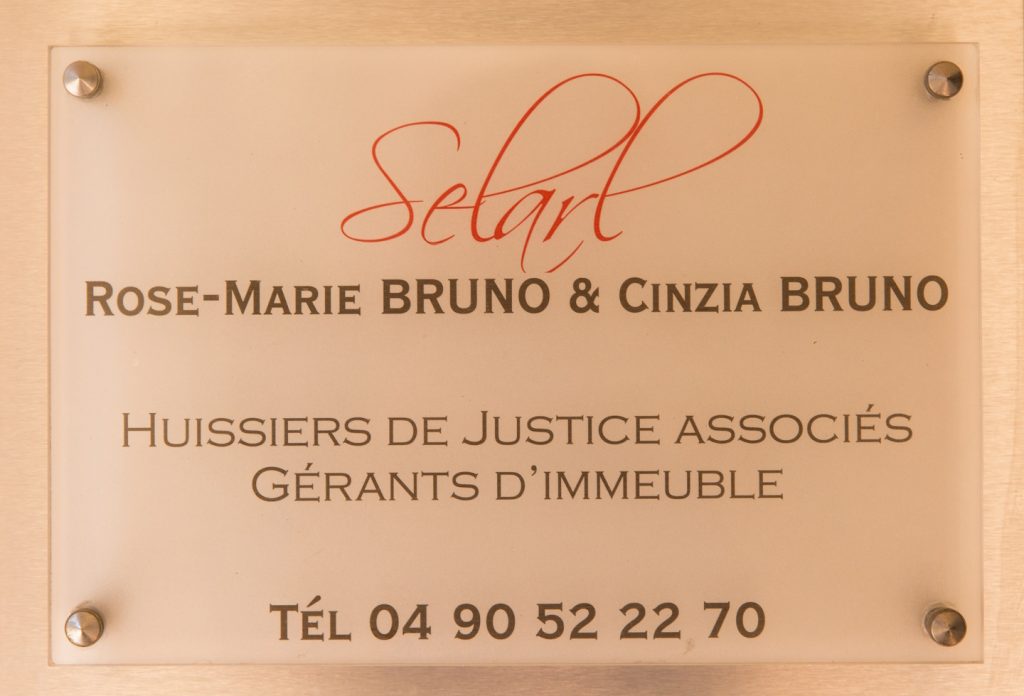 Selarl
Rose-Marie BRUNO & Cinzia BRUNO
Huissiers de Justice associés
Gérants d'immeuble
Tél 04 90 52 22 70